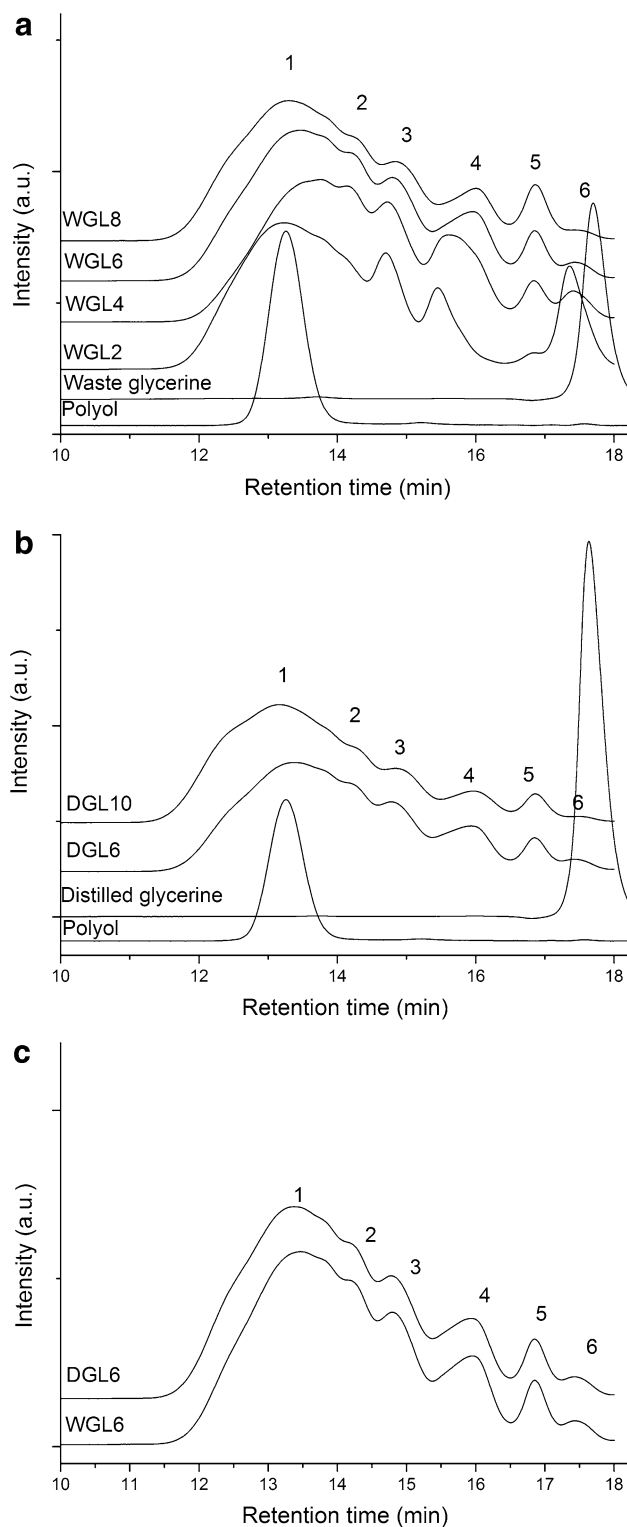 a
1
2
3
4
5
6
WGL8
WGL6
WGL4
WGL2
Waste glycerine
Polyol
Intensity (a.u.)
10 12 14 16 18
Retention time (min)
b
1
2
3
4
5
6
DGL10
DGL6
Distilled glycerine
Polyol
Intensity (a.u.)
10 12 14 16 18
Retention time (min)
c
1
2
3
4
5
6
DGL6
WGL6
Intensity (a.u.)
10 11 12 13 14 15 16 17 18
Retention time (min)